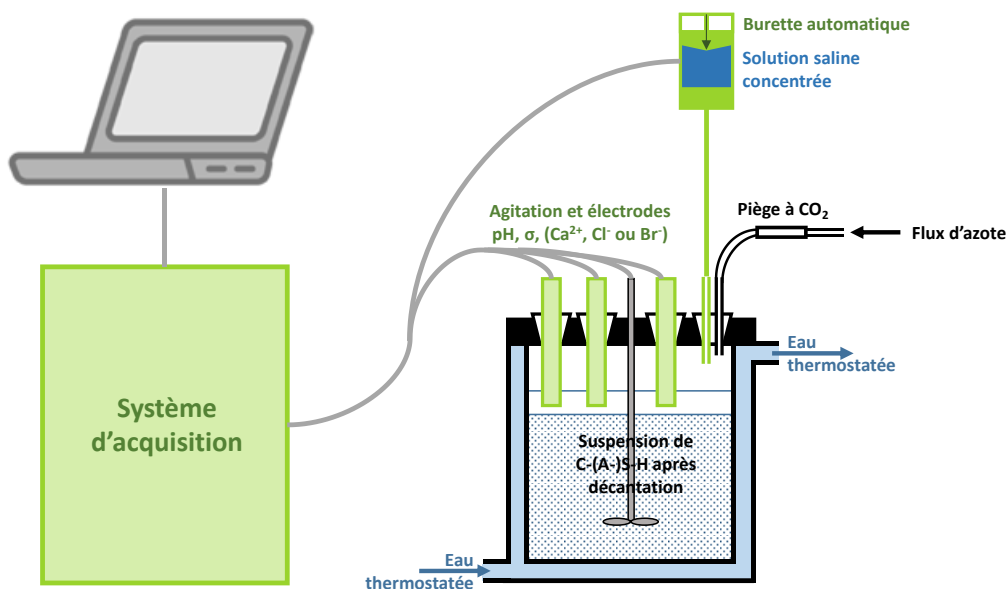 Burette automatique
Solution saline
concentrée
Agitation et électrodes
pH, σ, (Ca²⁺, Cl⁻ ou Br⁻)
Piège à CO₂
Flux d'azote
Eau
thermostatée
Système
d'acquisition
Suspension de
C-(A-)S-H après
décantation
Eau
thermostatée